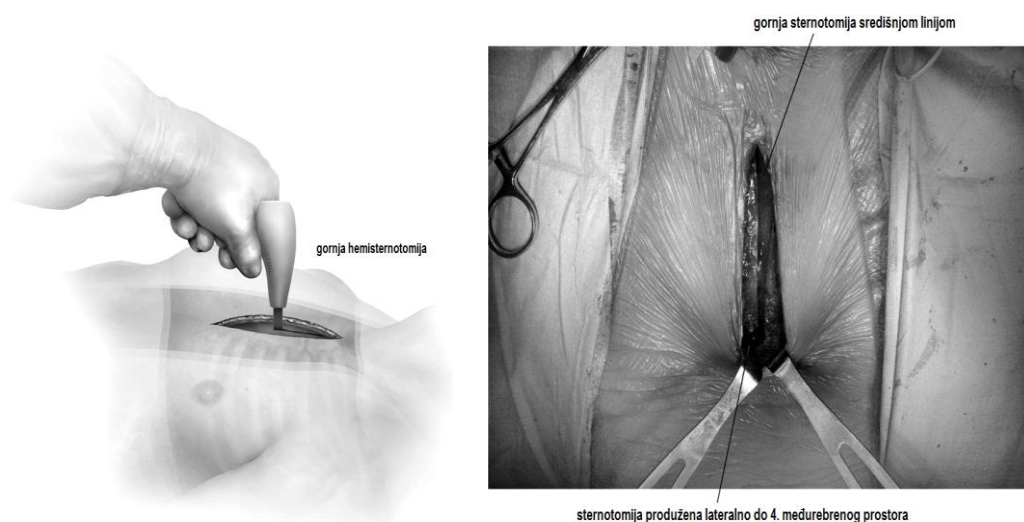 gornja sternotomija središnjom linijom
gornja hemisternotomija
sternotomija produžena lateralno do 4. međurebrenog prostora